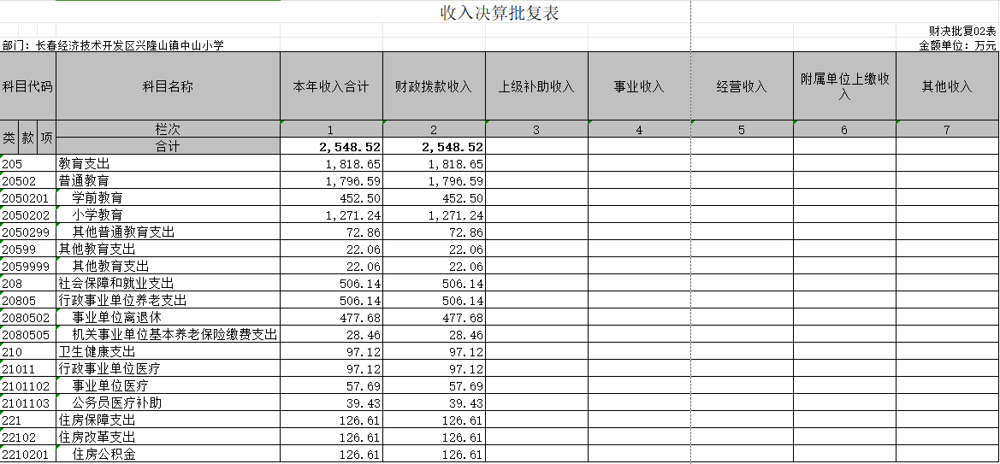 收入决算批复表
财决批复02表
部门：长春经济技术开发区兴隆山镇中山小学 金额单位：万元
科目代码 科目名称 本年收入合计 财政拨款收入 上级补助收入 事业收入 经营收入 附属单位上缴收入 其他收入
类 款 项 栏次 1 2 3 4 5 6 7
合计 2,548.52 2,548.52
205 教育支出 1,818.65 1,818.65
20502 普通教育 1,796.59 1,796.59
2050201 学前教育 452.50 452.50
2050202 小学教育 1,271.24 1,271.24
2050299 其他普通教育支出 72.86 72.86
20599 其他教育支出 22.06 22.06
2059999 其他教育支出 22.06 22.06
208 社会保障和就业支出 506.14 506.14
20805 行政事业单位养老支出 506.14 506.14
2080502 事业单位离退休 477.68 477.68
2080505 机关事业单位基本养老保险缴费支出 28.46 28.46
210 卫生健康支出 97.12 97.12
21011 行政事业单位医疗 97.12 97.12
2101102 事业单位医疗 57.69 57.69
2101103 公务员医疗补助 39.43 39.43
221 住房保障支出 126.61 126.61
22102 住房改革支出 126.61 126.61
2210201 住房公积金 126.61 126.61